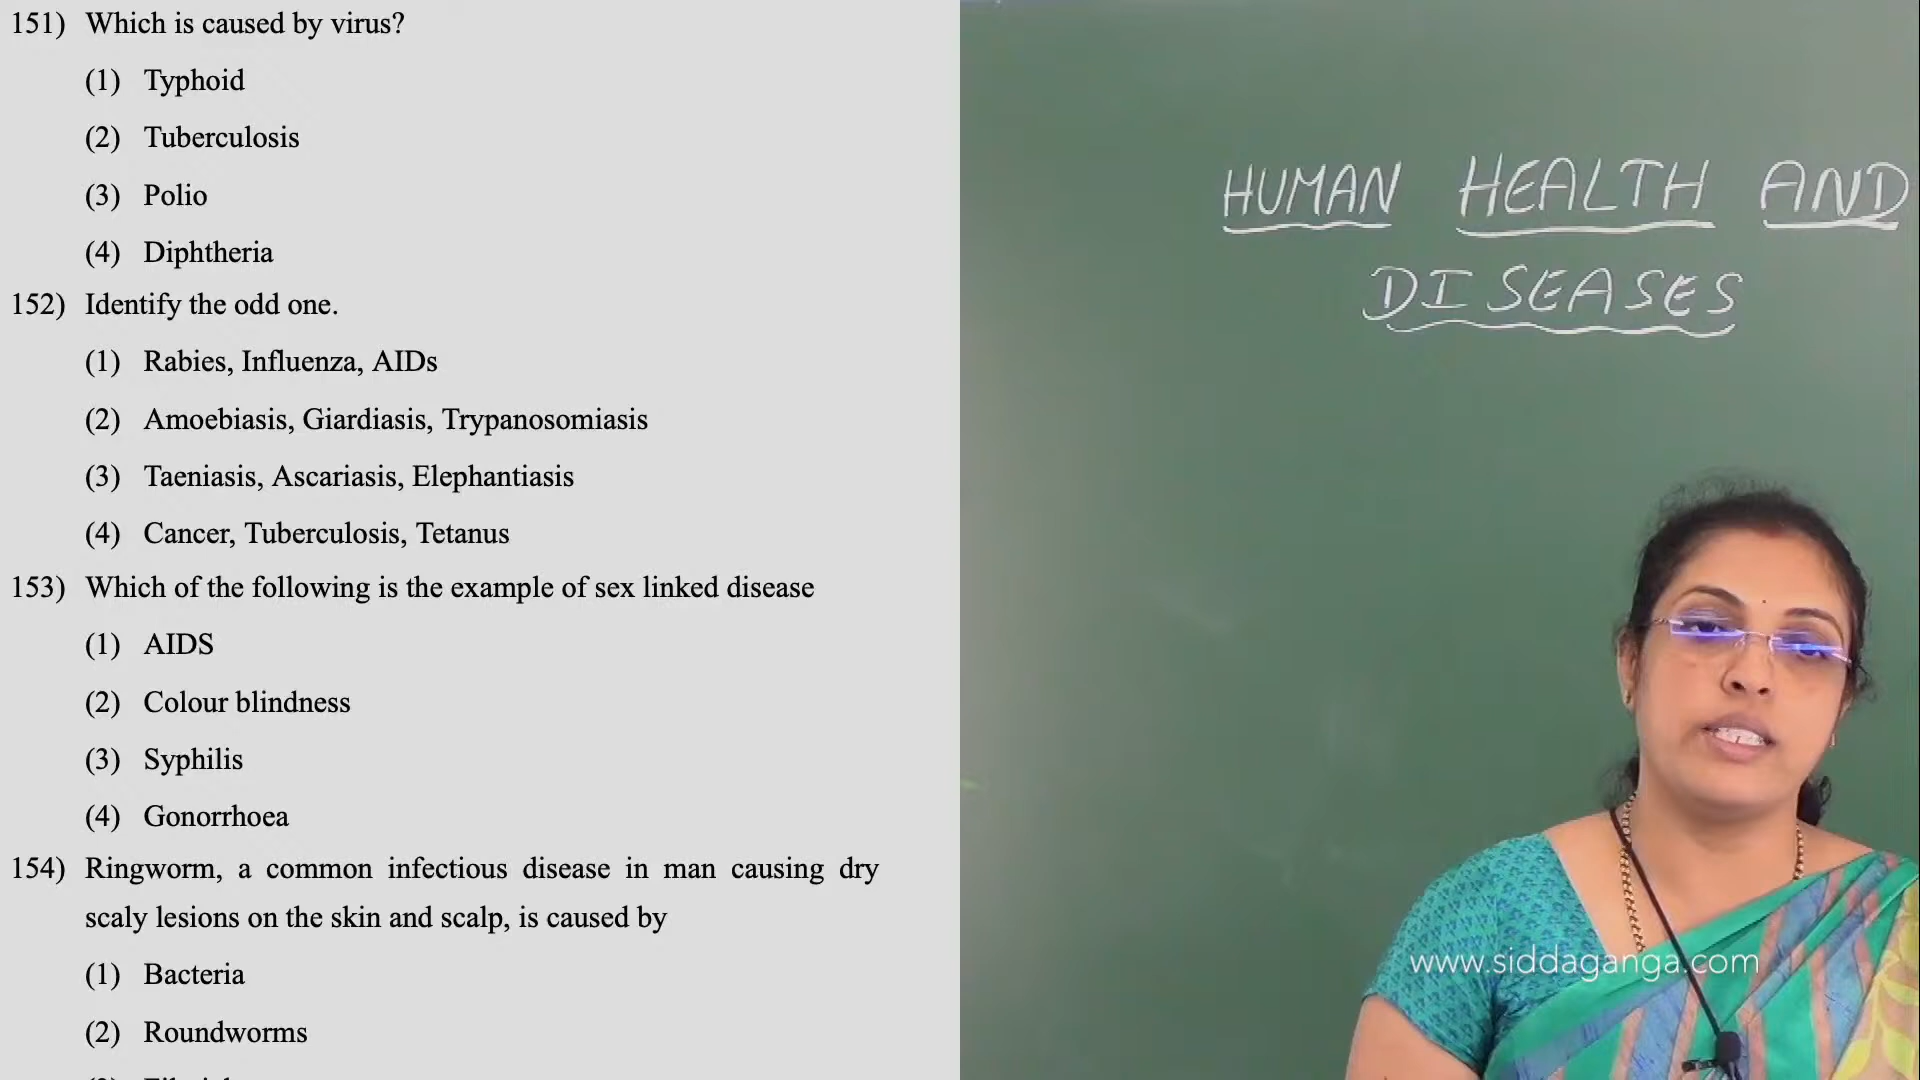 151) Which is caused by virus?
(1) Typhoid
(2) Tuberculosis
(3) Polio
(4) Diphtheria
152) Identify the odd one.
(1) Rabies, Influenza, AIDs
(2) Amoebiasis, Giardiasis, Trypanosomiasis
(3) Taeniasis, Ascariasis, Elephantiasis
(4) Cancer, Tuberculosis, Tetanus
153) Which of the following is the example of sex linked disease
(1) AIDS
(2) Colour blindness
(3) Syphilis
(4) Gonorrhoea
154) Ringworm, a common infectious disease in man causing dry
scaly lesions on the skin and scalp, is caused by
(1) Bacteria
(2) Roundworms
HUMAN HEALTH AND
DISEASES
www.siddaganga.com